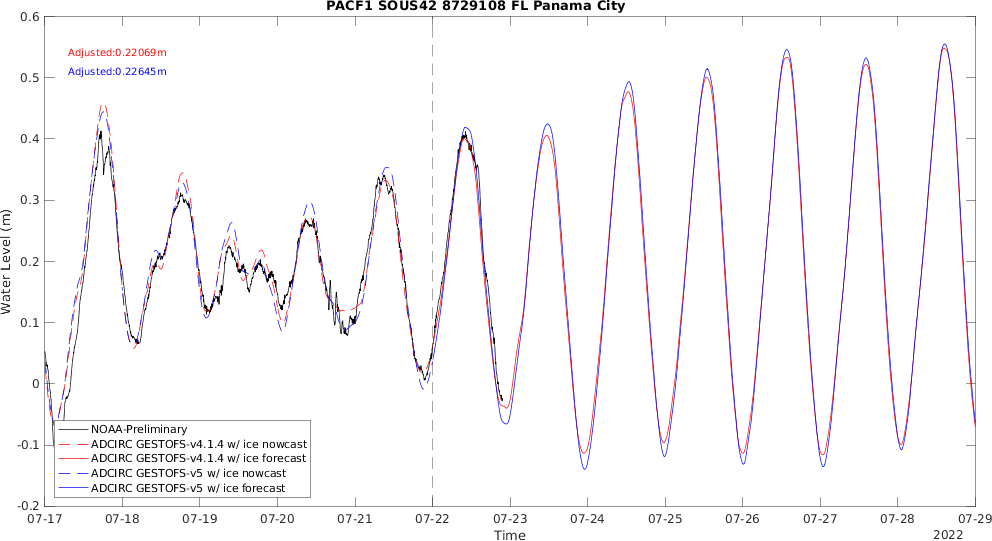 PACF1 SOUS42 8729108 FL Panama City
0.6
Adjusted:0.22069m
Adjusted:0.22645m
0.5
0.4
0.3
0.2
0.1
0
-0.1
-0.2
Water Level (m)
NOAA-Preliminary
ADCIRC GESTOFS-v4.1.4 w/ ice nowcast
ADCIRC GESTOFS-v4.1.4 w/ ice forecast
ADCIRC GESTOFS-v5 w/ ice nowcast
ADCIRC GESTOFS-v5 w/ ice forecast
07-17 07-18 07-19 07-20 07-21 07-22 07-23 07-24 07-25 07-26 07-27 07-28 07-29
Time
2022